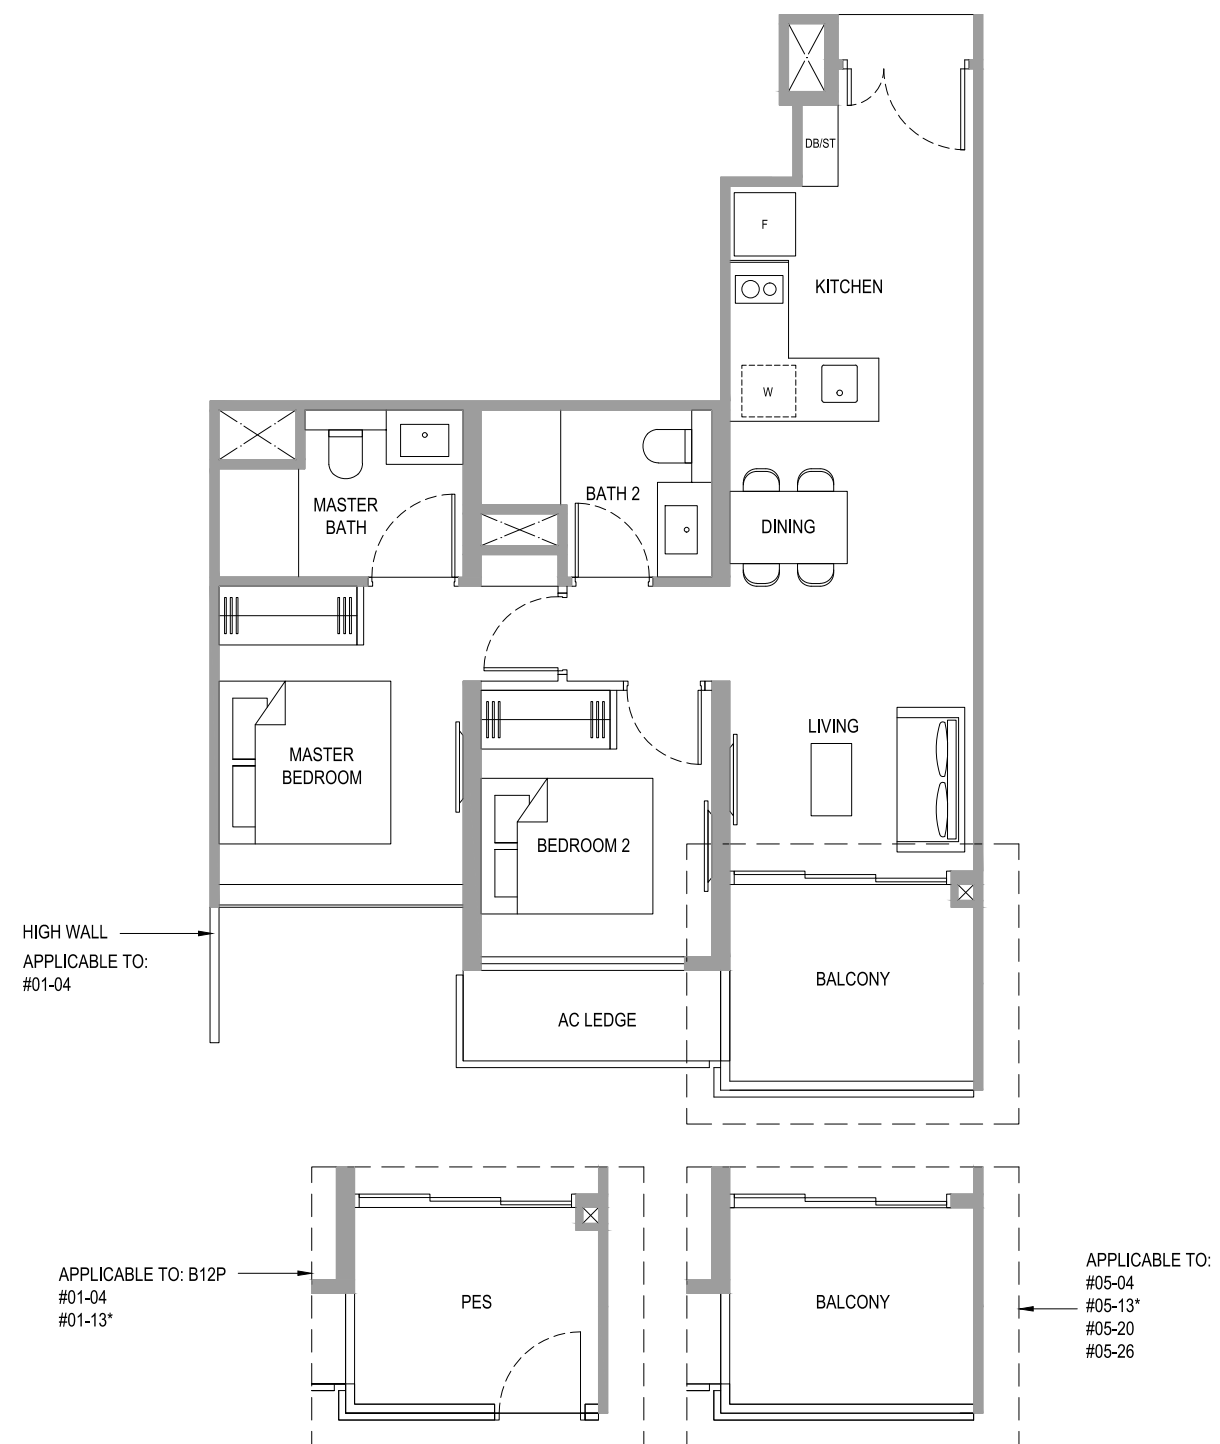 DB/ST
F
KITCHEN
W
MASTER
BATH
BATH 2
DINING
LIVING
MASTER
BEDROOM
BEDROOM 2
HIGH WALL
APPLICABLE TO:
#01-04
BALCONY
AC LEDGE
APPLICABLE TO: B12P
#01-04
#01-13*
PES
BALCONY
APPLICABLE TO:
#05-04
#05-13*
#05-20
#05-26